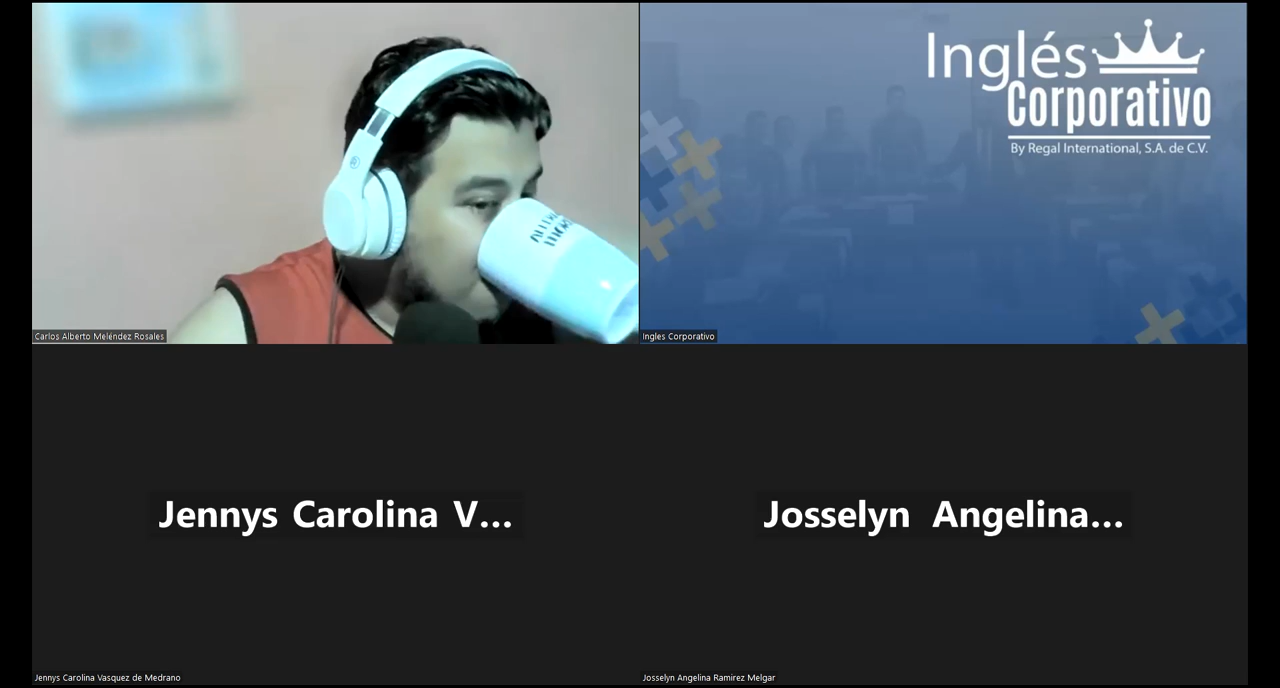 Inglés
Corporativo
By Regal International, S.A. de C.V.
Carlos Alberto Meléndez Rosales
Ingles Corporativo
Jennys Carolina V...
Josselyn Angelina...
Jennys Carolina Vasquez de Medrano
Josselyn Angelina Ramirez Melgar